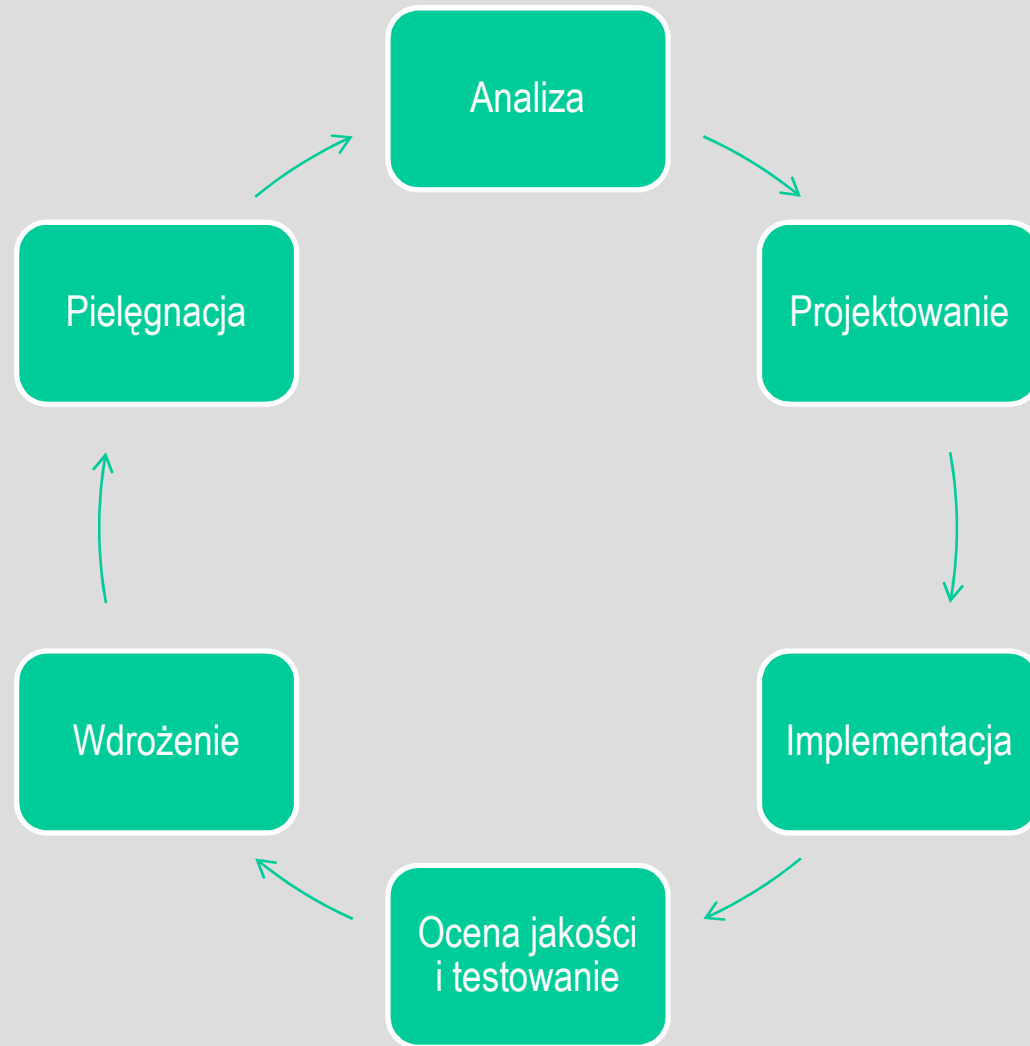 Analiza
Projektowanie
Implementacja
Ocena jakości
i testowanie
Wdrożenie
Pielęgnacja